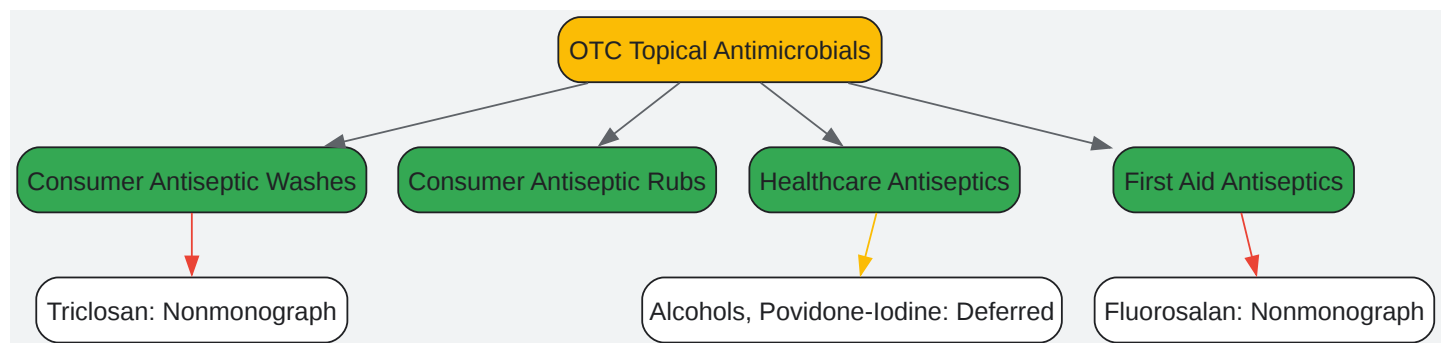 OTC Topical Antimicrobials
Consumer Antiseptic Washes
Consumer Antiseptic Rubs
Healthcare Antiseptics
First Aid Antiseptics
Triclosan: Nonmonograph
Alcohols, Povidone-Iodine: Deferred
Fluorosalan: Nonmonograph